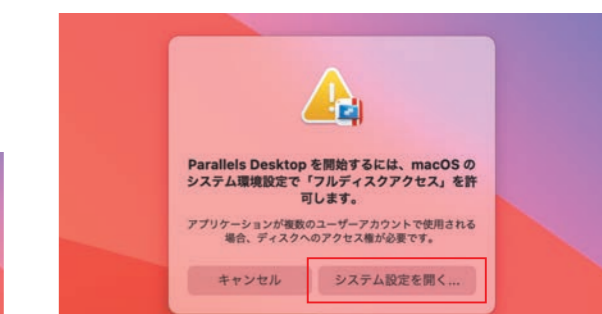 Parallels Desktop を開始するには、macOS の
システム環境設定で「フルディスクアクセス」を許
可します。
アプリケーションが複数のユーザーアカウントで使用される
場合、ディスクへのアクセス権が必要です。
キャンセル
システム設定を開く...